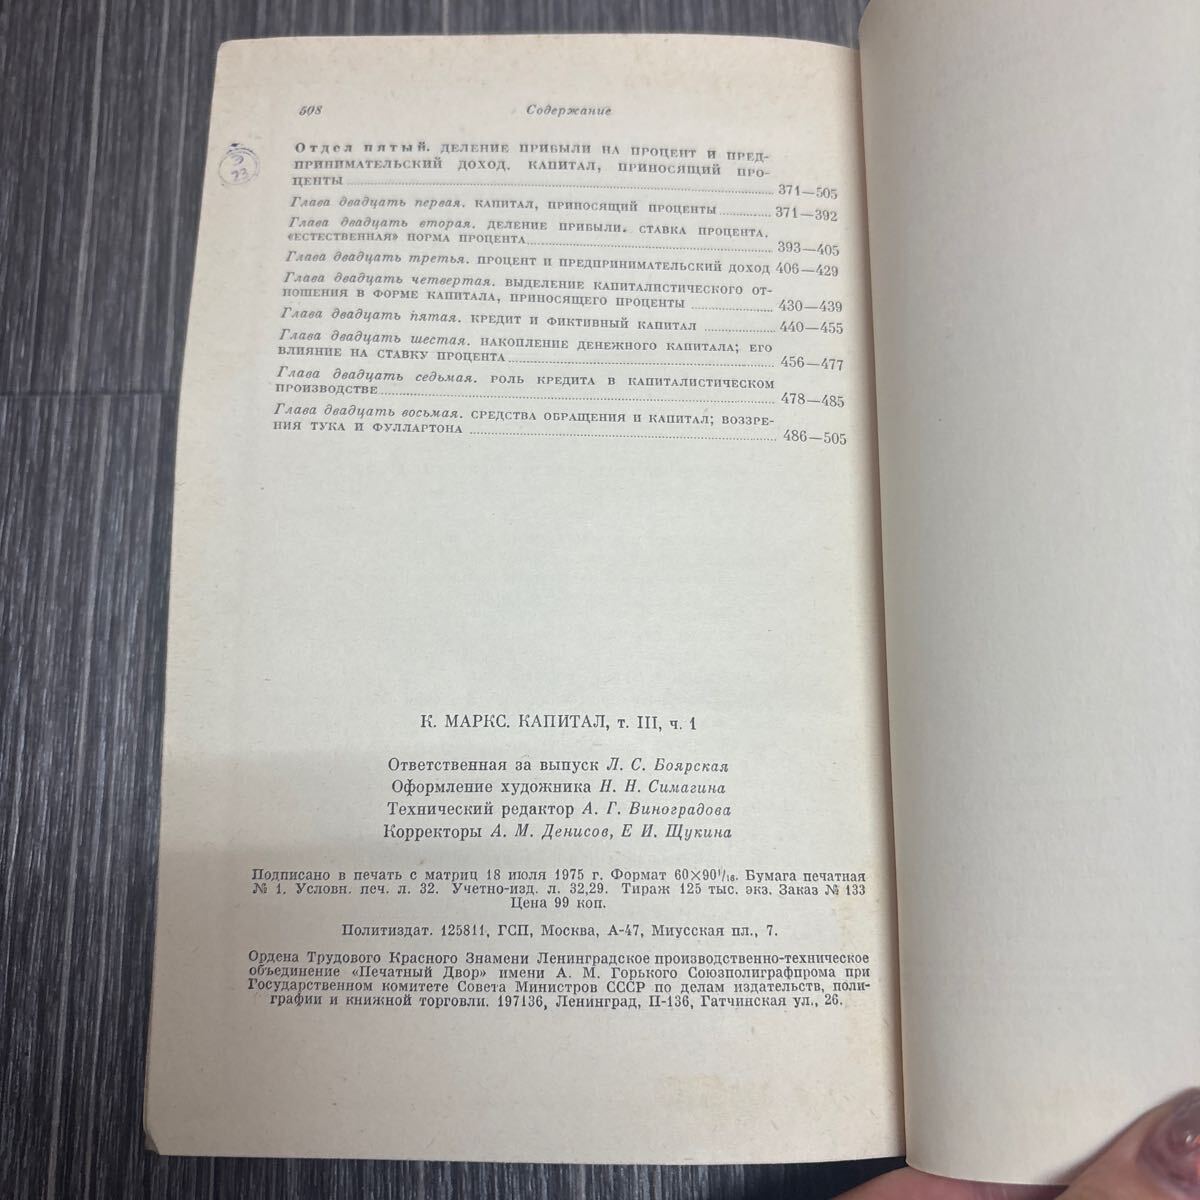 508
Содержание
Отдел пятый. ДЕЛЕНИЕ ПРИБЫЛИ НА ПРОЦЕНТ И ПРЕД-
ПРИНИМАТЕЛЬСКИЙ ДОХОД. КАПИТАЛ, ПРИНОСЯЩИЙ ПРО-
ЦЕНТЫ 371—505
Глава двадцать первая. КАПИТАЛ, ПРИНОСЯЩИЙ ПРОЦЕНТЫ 371—392
Глава двадцать вторая. ДЕЛЕНИЕ ПРИБЫЛИ. СТАВКА ПРОЦЕНТА.
«ЕСТЕСТВЕННАЯ» НОРМА ПРОЦЕНТА 393—405
Глава двадцать третья. ПРОЦЕНТ И ПРЕДПРИНИМАТЕЛЬСКИЙ ДОХОД 406—429
Глава двадцать четвертая. ВЫДЕЛЕНИЕ КАПИТАЛИСТИЧЕСКОГО ОТ-
НОШЕНИЯ В ФОРМЕ КАПИТАЛА, ПРИНОСЯЩЕГО ПРОЦЕНТЫ 430—439
Глава двадцать пятая. КРЕДИТ И ФИКТИВНЫЙ КАПИТАЛ 440—455
Глава двадцать шестая. НАКОПЛЕНИЕ ДЕНЕЖНОГО КАПИТАЛА; ЕГО
ВЛИЯНИЕ НА СТАВКУ ПРОЦЕНТА 456—477
Глава двадцать седьмая. РОЛЬ КРЕДИТА В КАПИТАЛИСТИЧЕСКОМ
ПРОИЗВОДСТВЕ 478—485
Глава двадцать восьмая. СРЕДСТВА ОБРАЩЕНИЯ И КАПИТАЛ; ВОЗЗРЕ-
НИЯ ТУКА И ФУЛЛАРТОНА 486—505
К. МАРКС. КАПИТАЛ, т. III, ч. 1
Ответственная за выпуск Л. С. Боярская
Оформление художника Н. Н. Симагина
Технический редактор А. Г. Виноградова
Корректоры А. М. Денисов, Е И. Щукина
Подписано в печать с матриц 18 июля 1975 г. Формат 60×90¹/₁₆. Бумага печатная
№ 1. Условн. печ. л. 32. Учетно-изд. л. 32,29. Тираж 125 тыс. экз. Заказ № 133
Цена 99 коп.
Политиздат. 125811, ГСП, Москва, А-47, Миусская пл., 7.
Ордена Трудового Красного Знамени Ленинградское производственно-техническое
объединение «Печатный Двор» имени А. М. Горького Союзполиграфпрома при
Государственном комитете Совета Министров СССР по делам издательств, поли-
графии и книжной торговли. 197136, Ленинград, П-136, Гатчинская ул., 26.